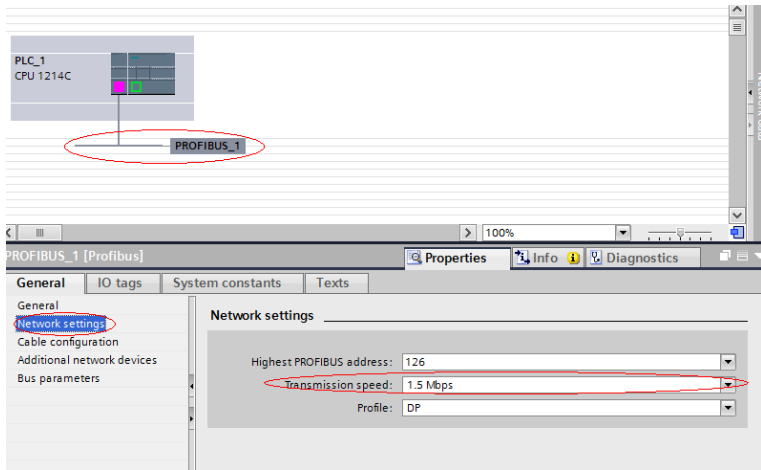 PLC_1
CPU 1214C
PROFIBUS_1
100%
PROFIBUS_1 [Profibus]
Properties
Info
Diagnostics
General
IO tags
System constants
Texts
General
Network settings
Cable configuration
Additional network devices
Bus parameters
Network settings
Highest PROFIBUS address: 126
Transmission speed: 1.5 Mbps
Profile: DP